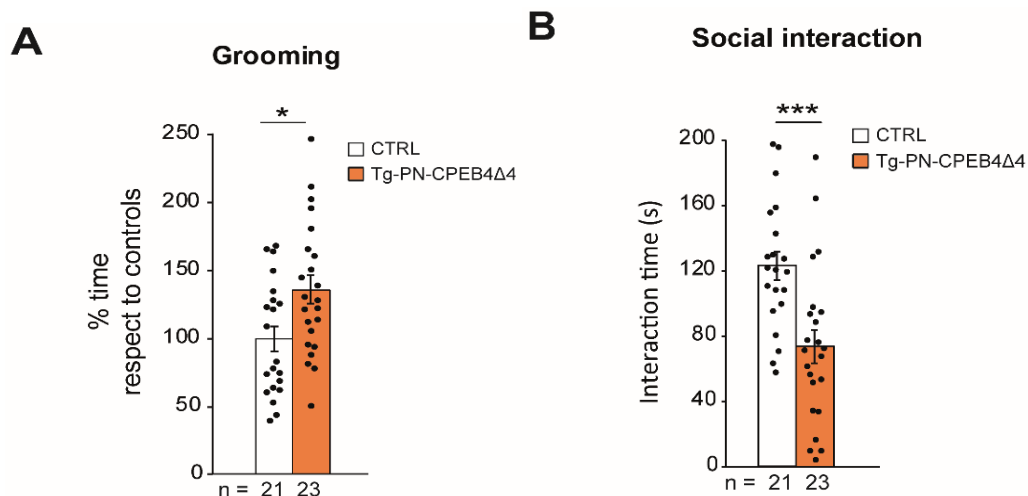 A
Grooming
*
CTRL
Tg-PN-CPEB4Δ4
% time
respect to controls
250
200
150
100
50
0
n = 21 23
B
Social interaction
***
CTRL
Tg-PN-CPEB4Δ4
Interaction time (s)
200
160
120
80
40
0
n = 21 23